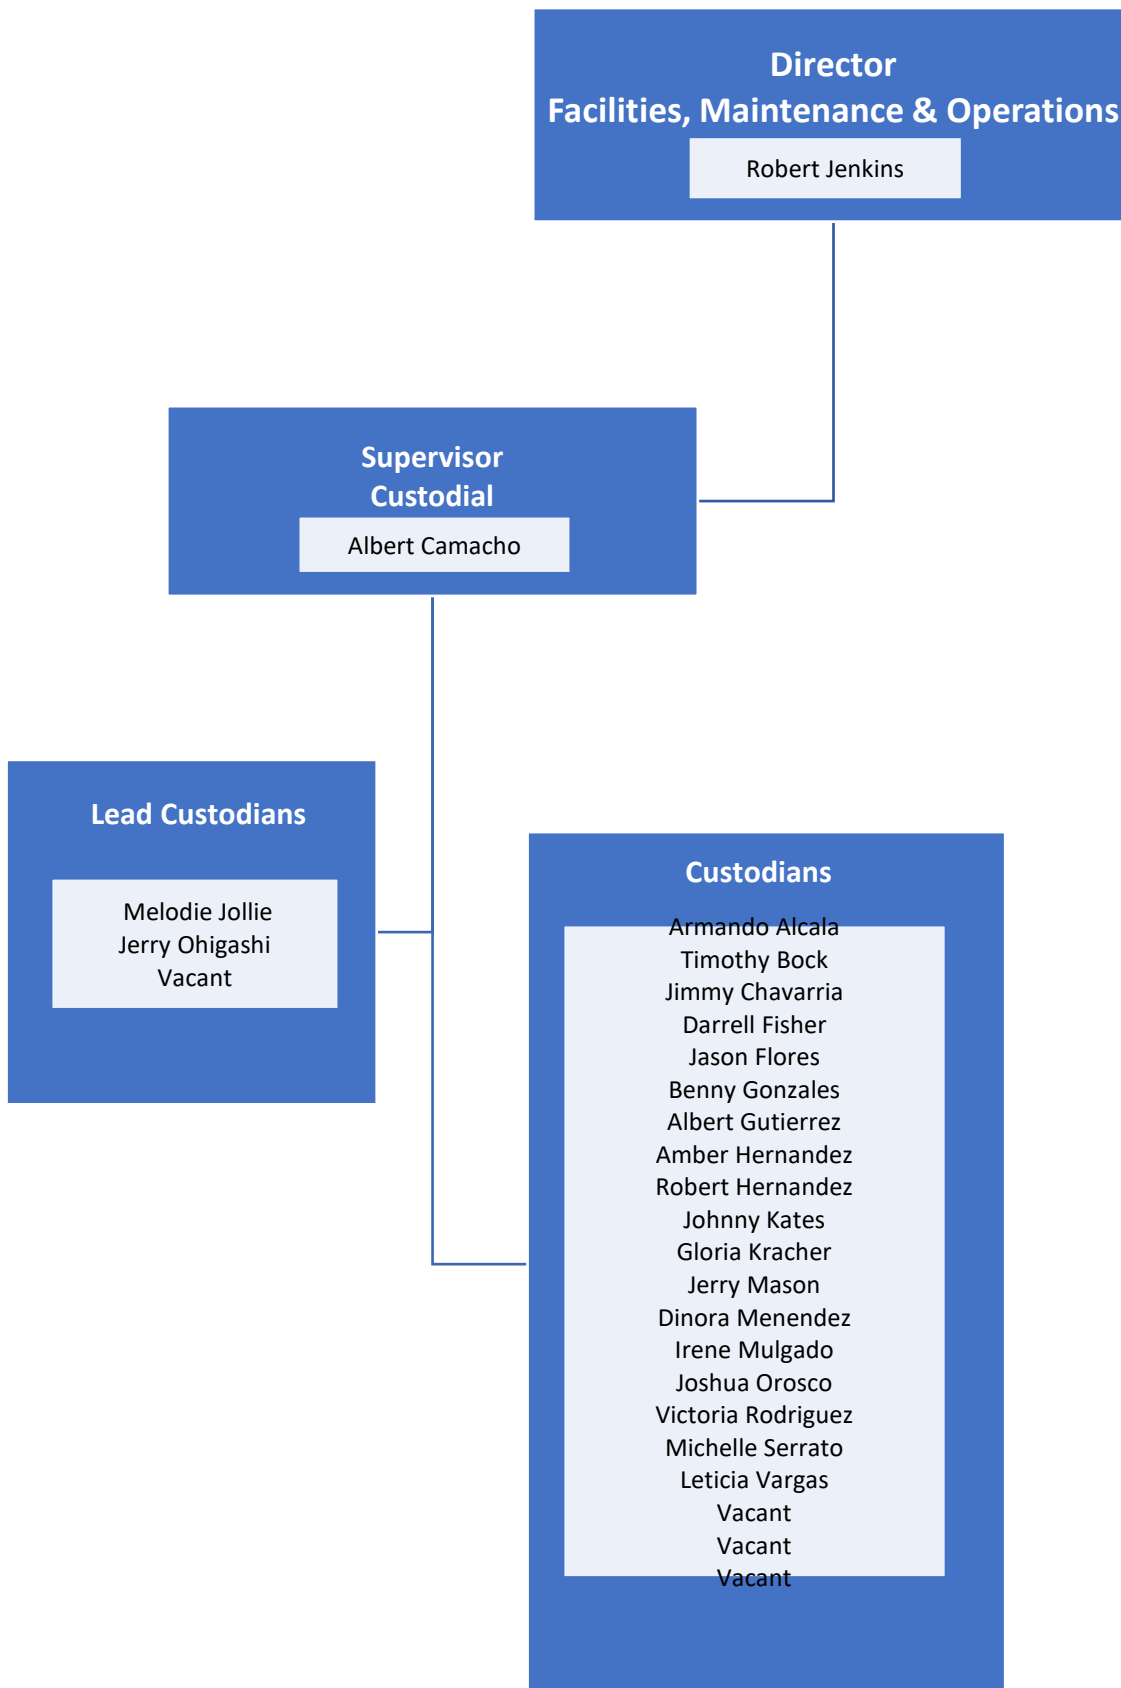 Director
Facilities, Maintenance & Operations
Robert Jenkins
Supervisor
Custodial
Albert Camacho
Lead Custodians
Melodie Jollie
Jerry Ohigashi
Vacant
Custodians
Armando Alcala
Timothy Bock
Jimmy Chavarria
Darrell Fisher
Jason Flores
Benny Gonzales
Albert Gutierrez
Amber Hernandez
Robert Hernandez
Johnny Kates
Gloria Kracher
Jerry Mason
Dinora Menendez
Irene Mulgado
Joshua Orosco
Victoria Rodriguez
Michelle Serrato
Leticia Vargas
Vacant
Vacant
Vacant